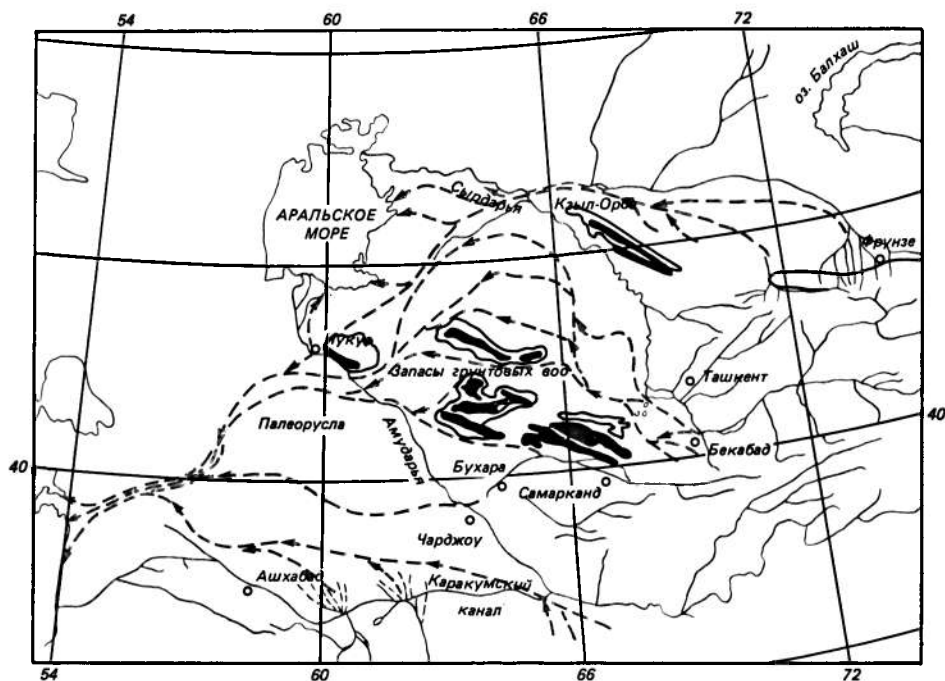 54 60 66 72
оз. Балхаш
Сырдарья
Кзыл-Орда
АРАЛЬСКОЕ
МОРЕ
Фрунзе
Нукус
Запасы грунтовых вод
Ташкент
Палеорусла
Амударья
40
Бекабад
40
Бухара
Самарканд
Чарджоу
Ашхабад
Каракумский
канал
54 60 66 72